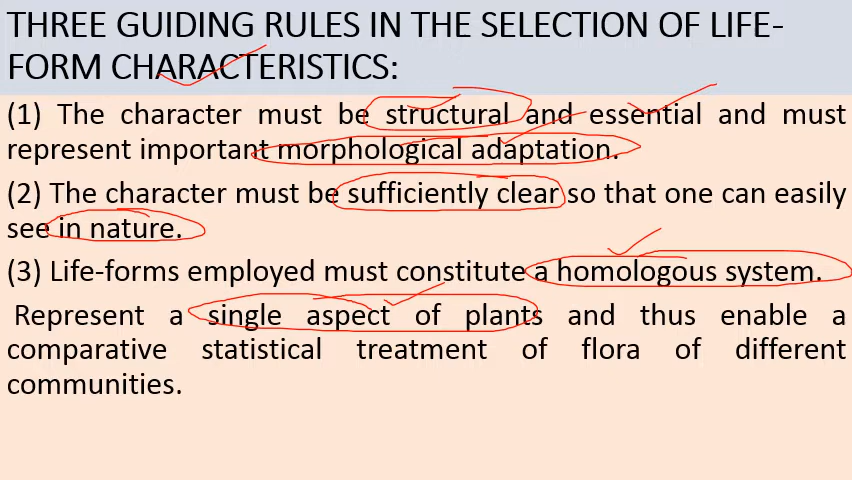 THREE GUIDING RULES IN THE SELECTION OF LIFE-
FORM CHARACTERISTICS:
(1) The character must be structural and essential and must
represent important morphological adaptation.
(2) The character must be sufficiently clear so that one can easily
see in nature.
(3) Life-forms employed must constitute a homologous system.
Represent a single aspect of plants and thus enable a
comparative statistical treatment of flora of different
communities.